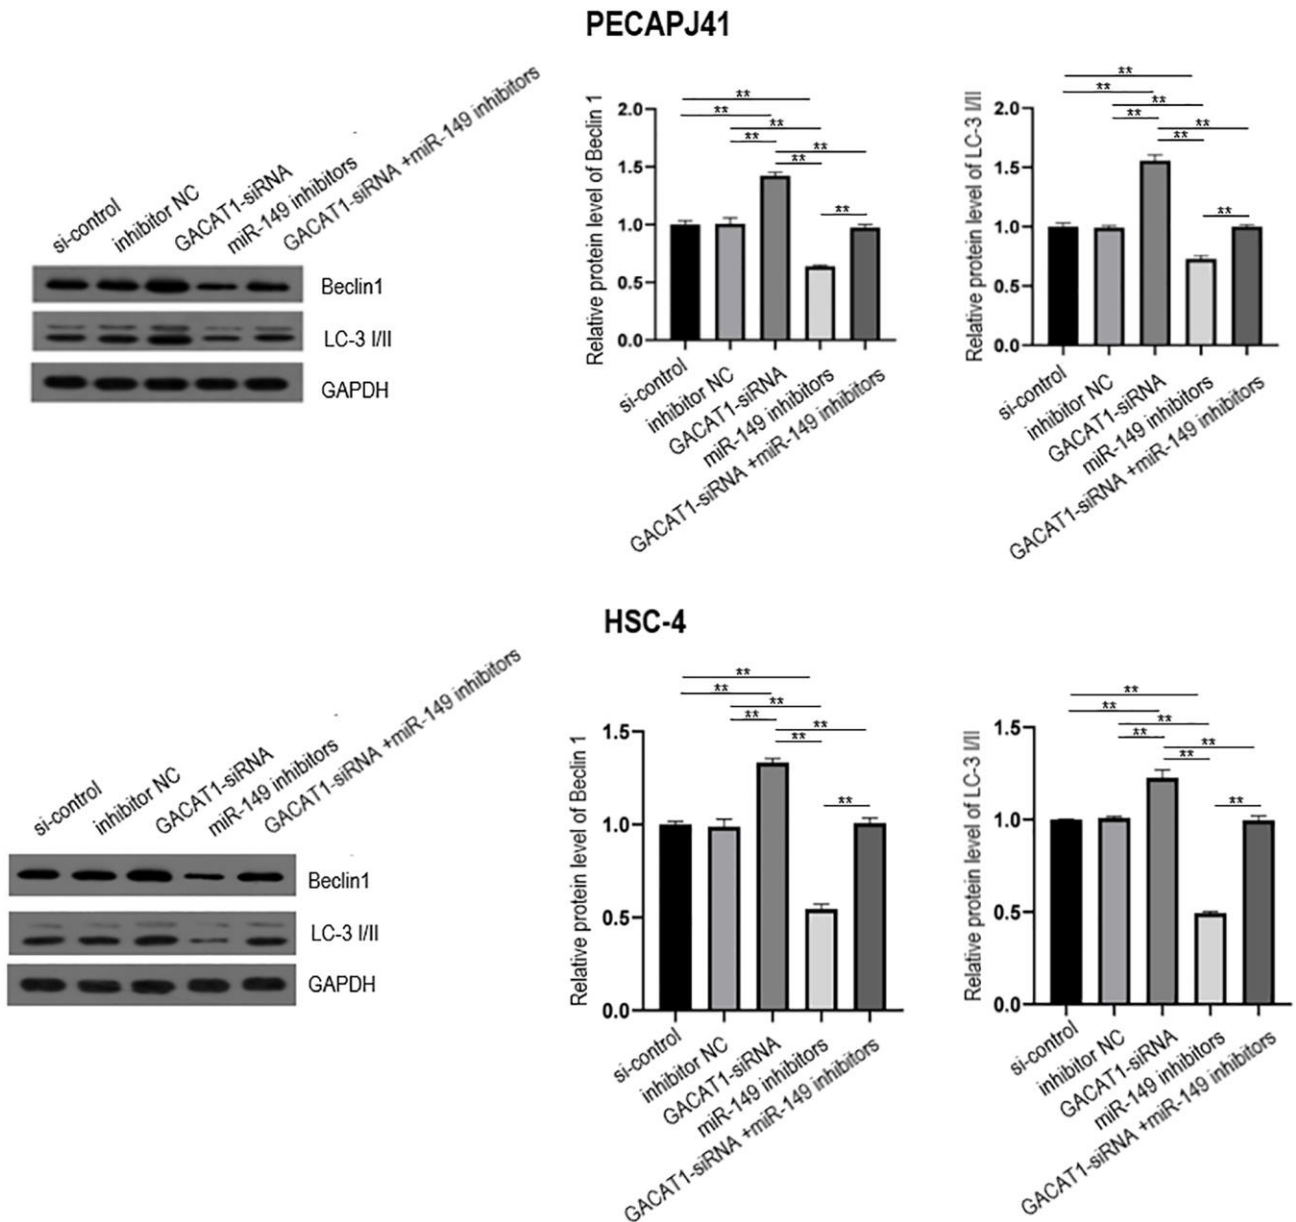 PECAPJ41
si-control
inhibitor NC
GACAT1-siRNA
miR-149 inhibitors
GACAT1-siRNA +miR-149 inhibitors
Beclin1
LC-3 I/II
GAPDH
Relative protein level of Beclin 1
2.0
1.5
1.0
0.5
0.0
**
**
**
**
**
**
**
si-control
inhibitor NC
GACAT1-siRNA
miR-149 inhibitors
GACAT1-siRNA +miR-149 inhibitors
Relative protein level of LC-3 I/II
2.0
1.5
1.0
0.5
0.0
**
**
**
**
**
**
**
si-control
inhibitor NC
GACAT1-siRNA
miR-149 inhibitors
GACAT1-siRNA +miR-149 inhibitors
HSC-4
si-control
inhibitor NC
GACAT1-siRNA
miR-149 inhibitors
GACAT1-siRNA +miR-149 inhibitors
Beclin1
LC-3 I/II
GAPDH
Relative protein level of Beclin 1
1.5
1.0
0.5
0.0
**
**
**
**
**
**
**
si-control
inhibitor NC
GACAT1-siRNA
miR-149 inhibitors
GACAT1-siRNA +miR-149 inhibitors
Relative protein level of LC-3 I/II
1.5
1.0
0.5
0.0
**
**
**
**
**
**
**
si-control
inhibitor NC
GACAT1-siRNA
miR-149 inhibitors
GACAT1-siRNA +miR-149 inhibitors